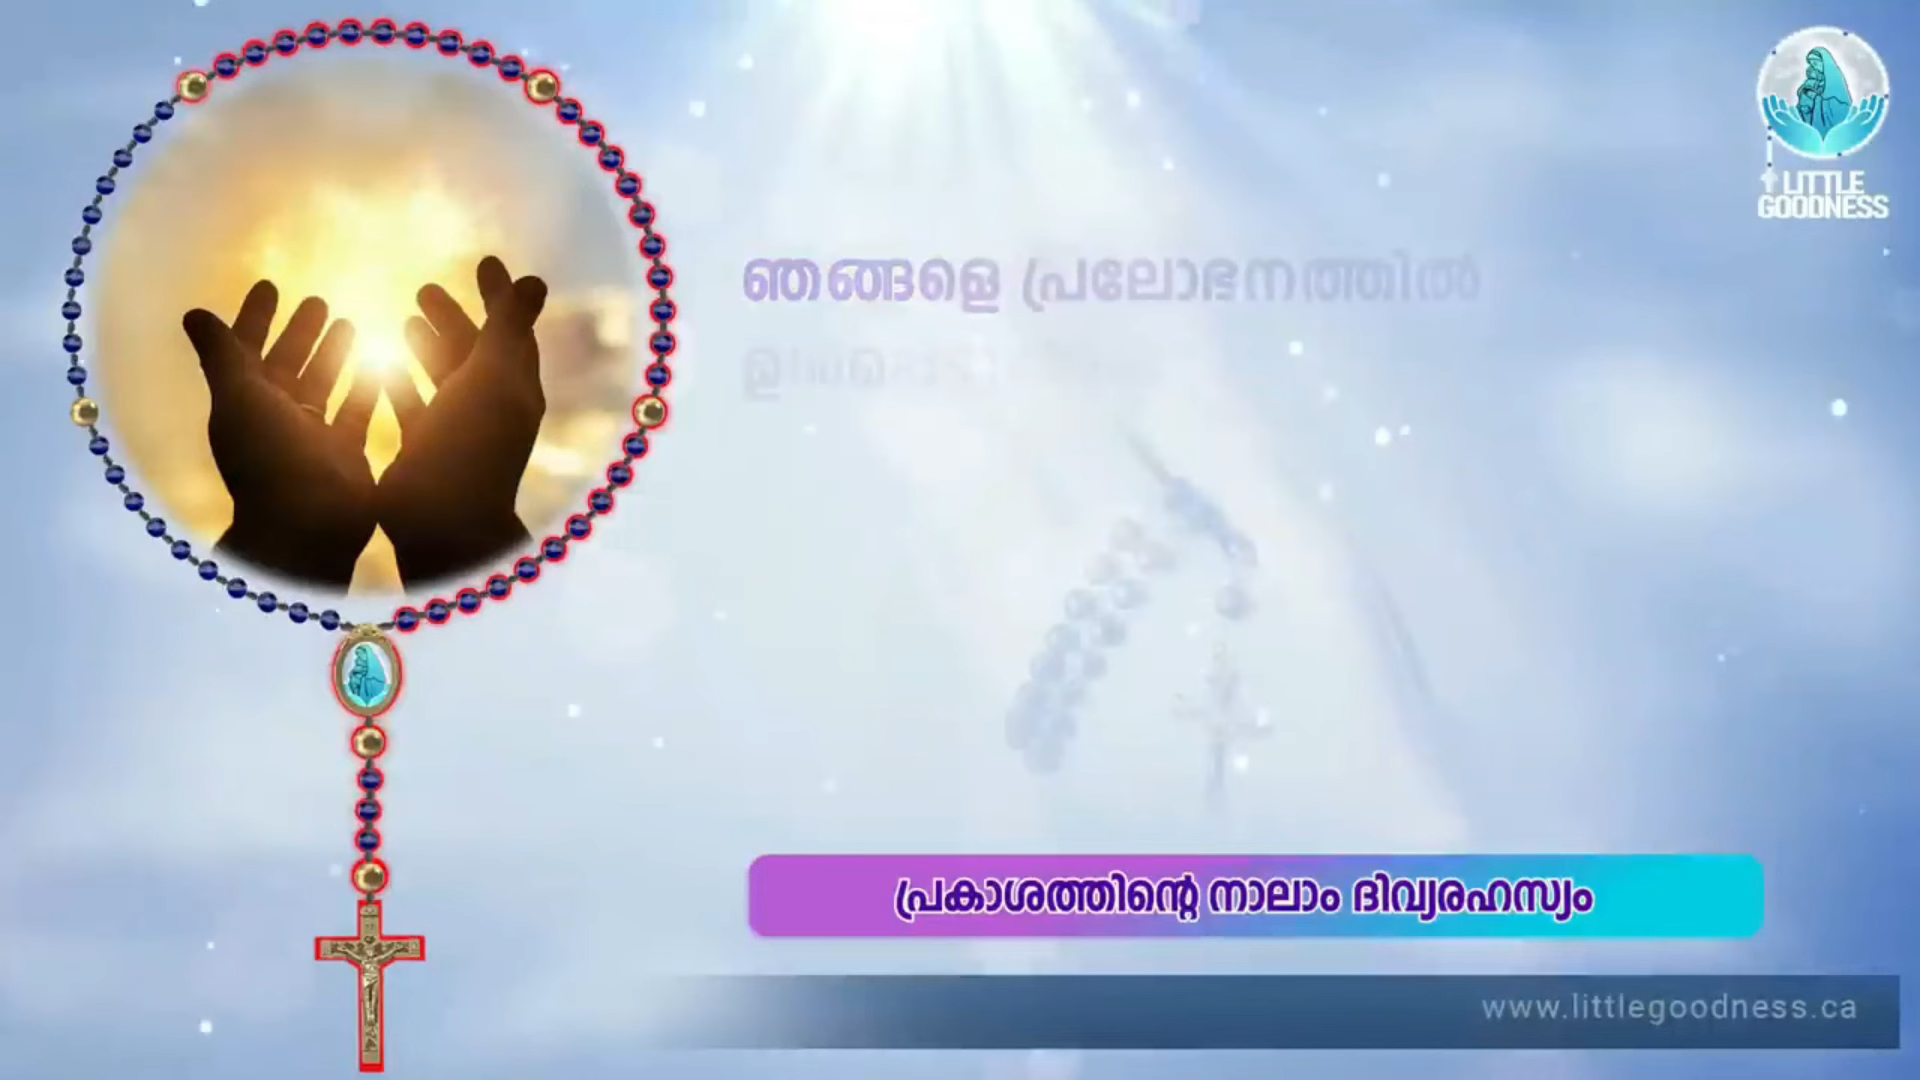 LITTLE
GOODNESS
ഞങ്ങളെ പ്രലോഭനത്തിൽ
പ്രകാശത്തിന്റെ നാലാം ദിവ്യരഹസ്യം
www.littlegoodness.ca